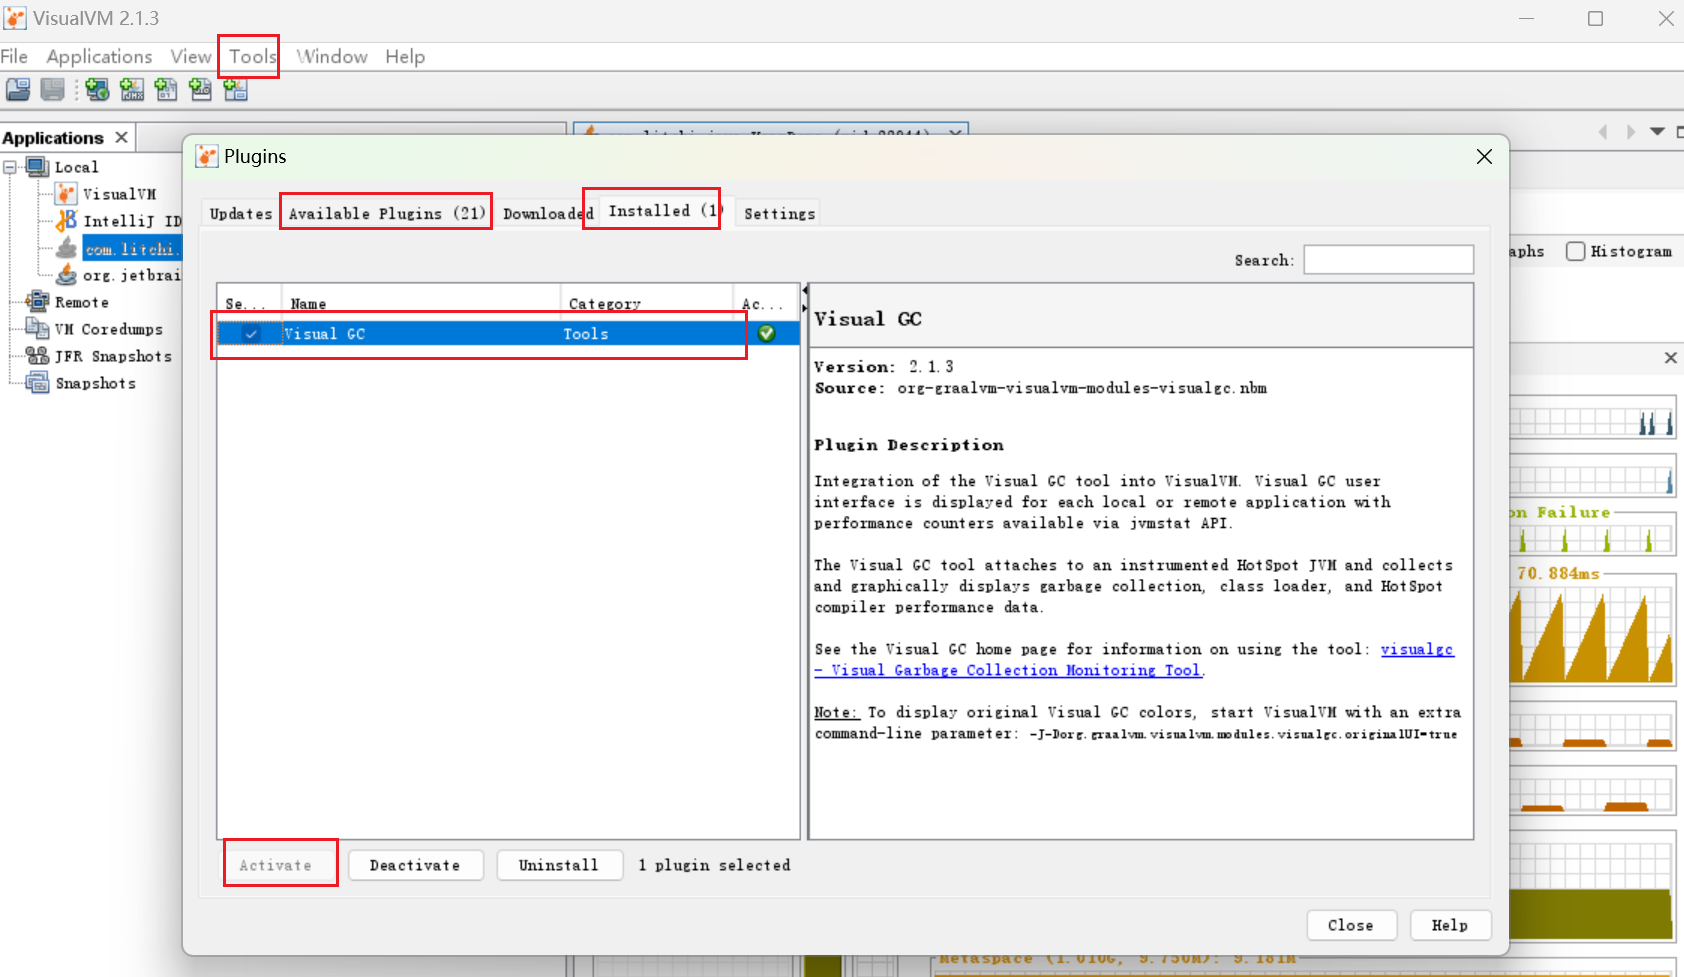 VisualVM 2.1.3
File Applications View Tools Window Help
Applications
Plugins
Local
VisualVM
IntelliJ ID
com.litchi.
org.jetbrai
Remote
VM Coredumps
JFR Snapshots
Snapshots
Updates Available Plugins (21) Downloaded Installed (1) Settings
Search:
Se... Name Category Ac...
Visual GC Tools
Visual GC
Version: 2.1.3
Source: org-graalvm-visualvm-modules-visualgc.nbm
Plugin Description
Integration of the Visual GC tool into VisualVM. Visual GC user
interface is displayed for each local or remote application with
performance counters available via jvmstat API.
The Visual GC tool attaches to an instrumented HotSpot JVM and collects
and graphically displays garbage collection, class loader, and HotSpot
compiler performance data.
See the Visual GC home page for information on using the tool: visualgc
- Visual Garbage Collection Monitoring Tool.
Note: To display original Visual GC colors, start VisualVM with an extra
command-line parameter: -J-Dorg.graalvm.visualvm.modules.visualgc.originalUI=true
Activate Deactivate Uninstall 1 plugin selected
Close Help
aphs Histogram
on Failure
70.884ms
Metaspace (1.010G, 9.750M): 9.181M